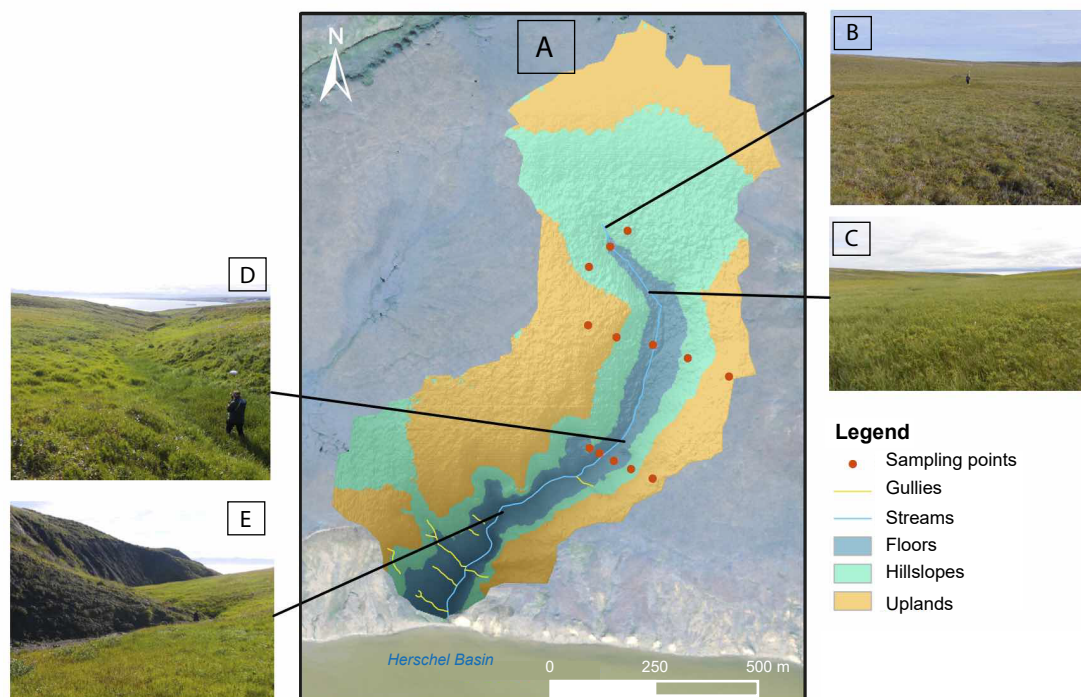 A
N
B
C
D
E
Legend
Sampling points
Gullies
Streams
Floors
Hillslopes
Uplands
Herschel Basin
0 250 500 m